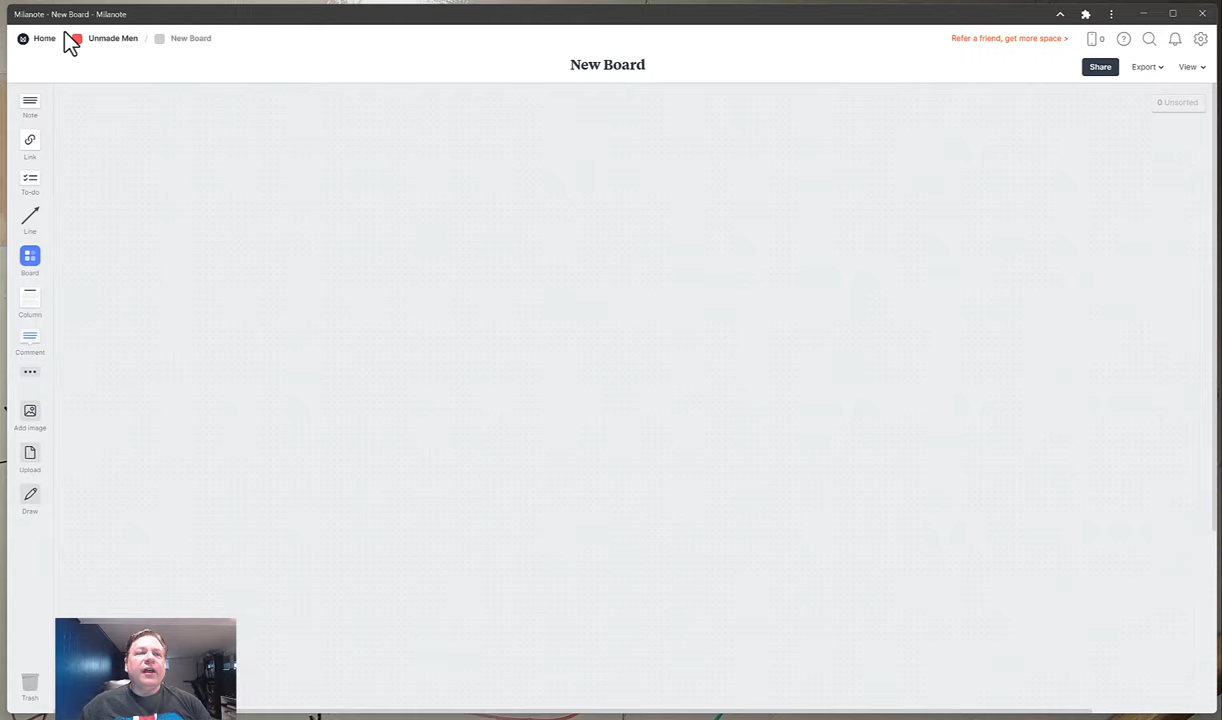 Milanote - New Board - Milanote
Home
Unmade Men
/
New Board
Refer a friend, get more space >
0
New Board
Share
Export
View
0 Unsorted
Note
Link
To-do
Line
Board
Column
Comment
Add image
Upload
Draw
Trash